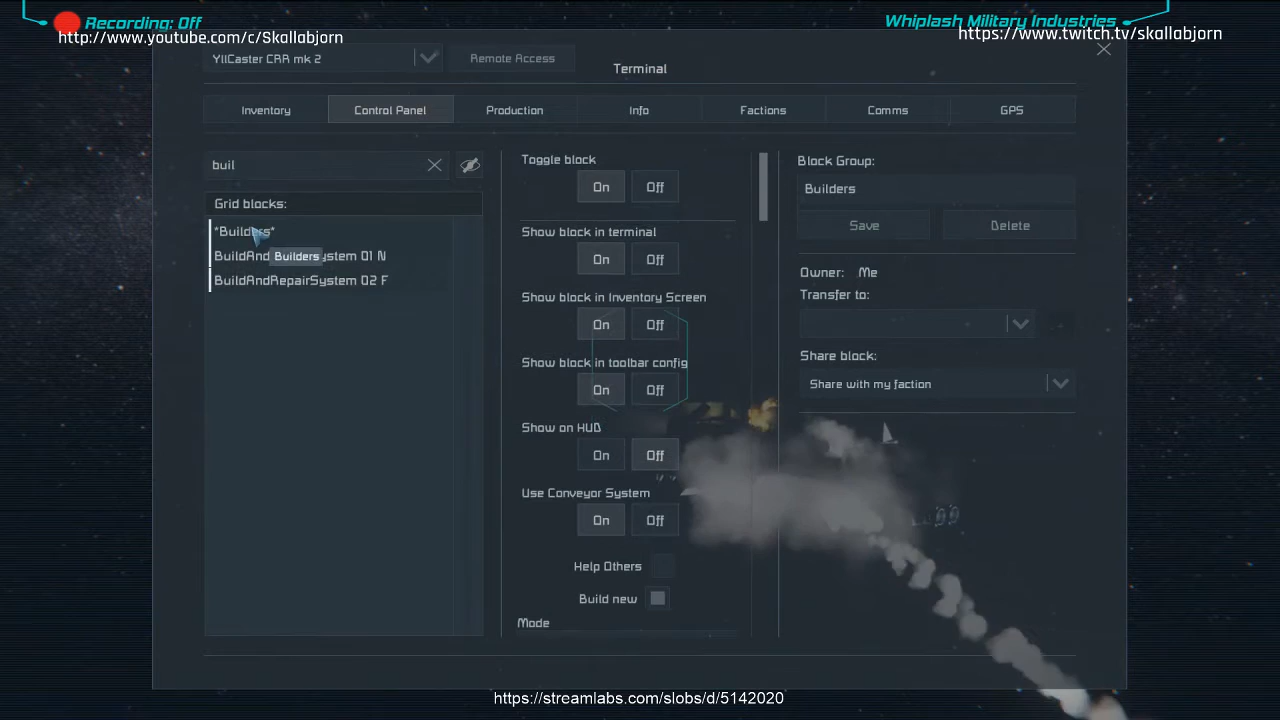 Recording: Off
Whiplash Military Industries
http://www.youtube.com/c/Skallabjorn
https://www.twitch.tv/skallabjorn
YllCaster CRR mk 2
Remote Access
Terminal
Inventory
Control Panel
Production
Info
Factions
Comms
GPS
buil
Grid blocks:
*Builders*
BuildAnd ystem 01 N
Builders
BuildAndRepairSystem 02 F
Toggle block
On Off
Show block in terminal
On Off
Show block in Inventory Screen
On Off
Show block in toolbar config
On Off
Show on HUD
On Off
Use Conveyor System
On Off
Help Others
Build new
Mode
Block Group:
Builders
Save Delete
Owner: Me
Transfer to:
Share block:
Share with my faction
https://streamlabs.com/slobs/d/5142020